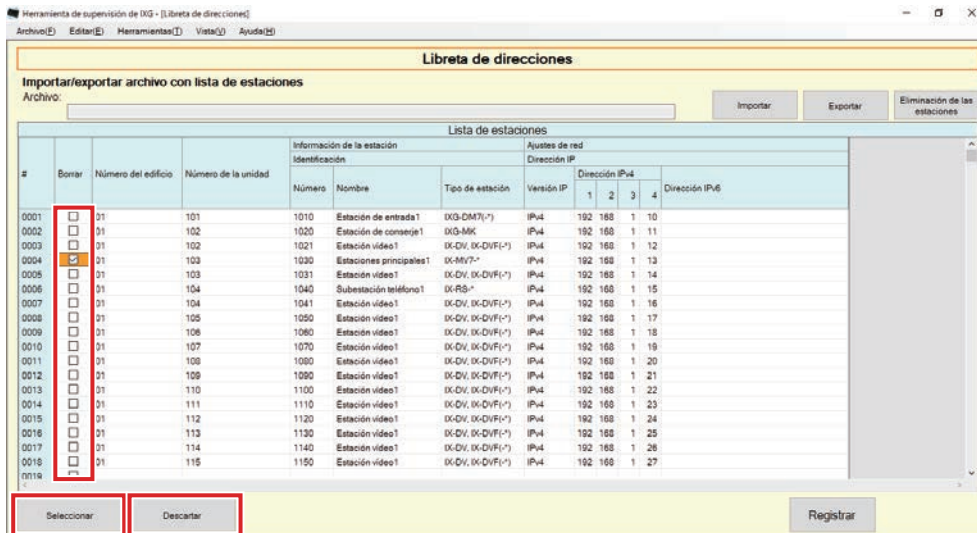 Herramienta de supervisión de IXG - [Libreta de direcciones]
Archivo(F) Editar(E) Herramientas(T) Vista(V) Ayuda(H)
Libreta de direcciones
Importar/exportar archivo con lista de estaciones
Archivo:
Importar Exportar Eliminación de las estaciones
Lista de estaciones
Información de la estación Ajustes de red
Identificación Dirección IP
# Borrar Número del edificio Número de la unidad Número Nombre Tipo de estación Versión IP Dirección IPv4 1 2 3 4 Dirección IPv6
0001 01 101 1010 Estación de entrada1 IXG-DM7(-*) IPv4 192 168 1 10
0002 01 102 1020 Estación de conserje1 IXG-MK IPv4 192 168 1 11
0003 01 102 1021 Estación vídeo1 IX-DV, IX-DVF(-*) IPv4 192 168 1 12
0004 01 103 1030 Estaciones principales1 IX-MV7-* IPv4 192 168 1 13
0005 01 103 1031 Estación vídeo1 IX-DV, IX-DVF(-*) IPv4 192 168 1 14
0006 01 104 1040 Subestación teléfono1 IX-RS-* IPv4 192 168 1 15
0007 01 104 1041 Estación vídeo1 IX-DV, IX-DVF(-*) IPv4 192 168 1 16
0008 01 105 1050 Estación vídeo1 IX-DV, IX-DVF(-*) IPv4 192 168 1 17
0009 01 106 1060 Estación vídeo1 IX-DV, IX-DVF(-*) IPv4 192 168 1 18
0010 01 107 1070 Estación vídeo1 IX-DV, IX-DVF(-*) IPv4 192 168 1 19
0011 01 108 1080 Estación vídeo1 IX-DV, IX-DVF(-*) IPv4 192 168 1 20
0012 01 109 1090 Estación vídeo1 IX-DV, IX-DVF(-*) IPv4 192 168 1 21
0013 01 110 1100 Estación vídeo1 IX-DV, IX-DVF(-*) IPv4 192 168 1 22
0014 01 111 1110 Estación vídeo1 IX-DV, IX-DVF(-*) IPv4 192 168 1 23
0015 01 112 1120 Estación vídeo1 IX-DV, IX-DVF(-*) IPv4 192 168 1 24
0016 01 113 1130 Estación vídeo1 IX-DV, IX-DVF(-*) IPv4 192 168 1 25
0017 01 114 1140 Estación vídeo1 IX-DV, IX-DVF(-*) IPv4 192 168 1 26
0018 01 115 1150 Estación vídeo1 IX-DV, IX-DVF(-*) IPv4 192 168 1 27
0019
Seleccionar Descartar Registrar